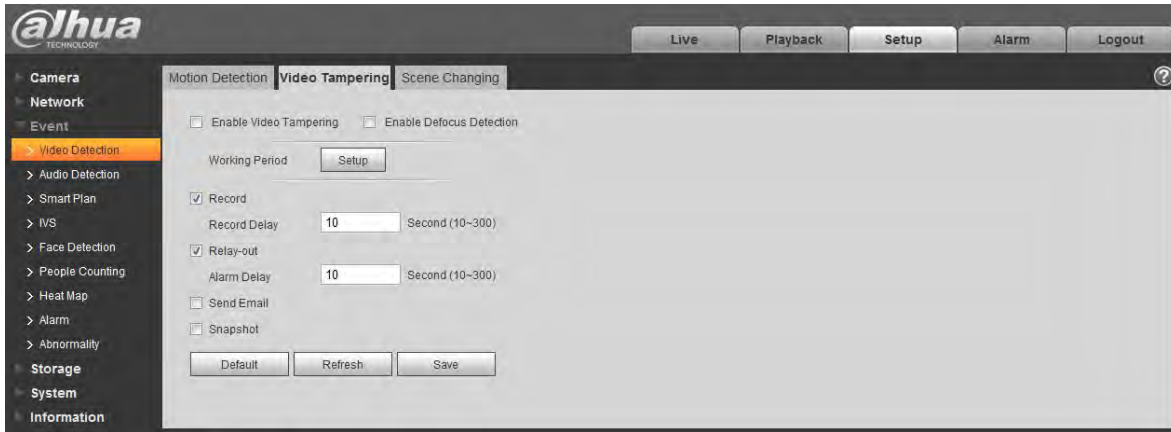 alhua
TECHNOLOGY
Live Playback Setup Alarm Logout
Camera
Network
Event
> Video Detection
> Audio Detection
> Smart Plan
> IVS
> Face Detection
> People Counting
> Heat Map
> Alarm
> Abnormality
Storage
System
Information
Motion Detection Video Tampering Scene Changing
?
Enable Video Tampering Enable Defocus Detection
Working Period Setup
Record
Record Delay 10 Second (10~300)
Relay-out
Alarm Delay 10 Second (10~300)
Send Email
Snapshot
Default Refresh Save